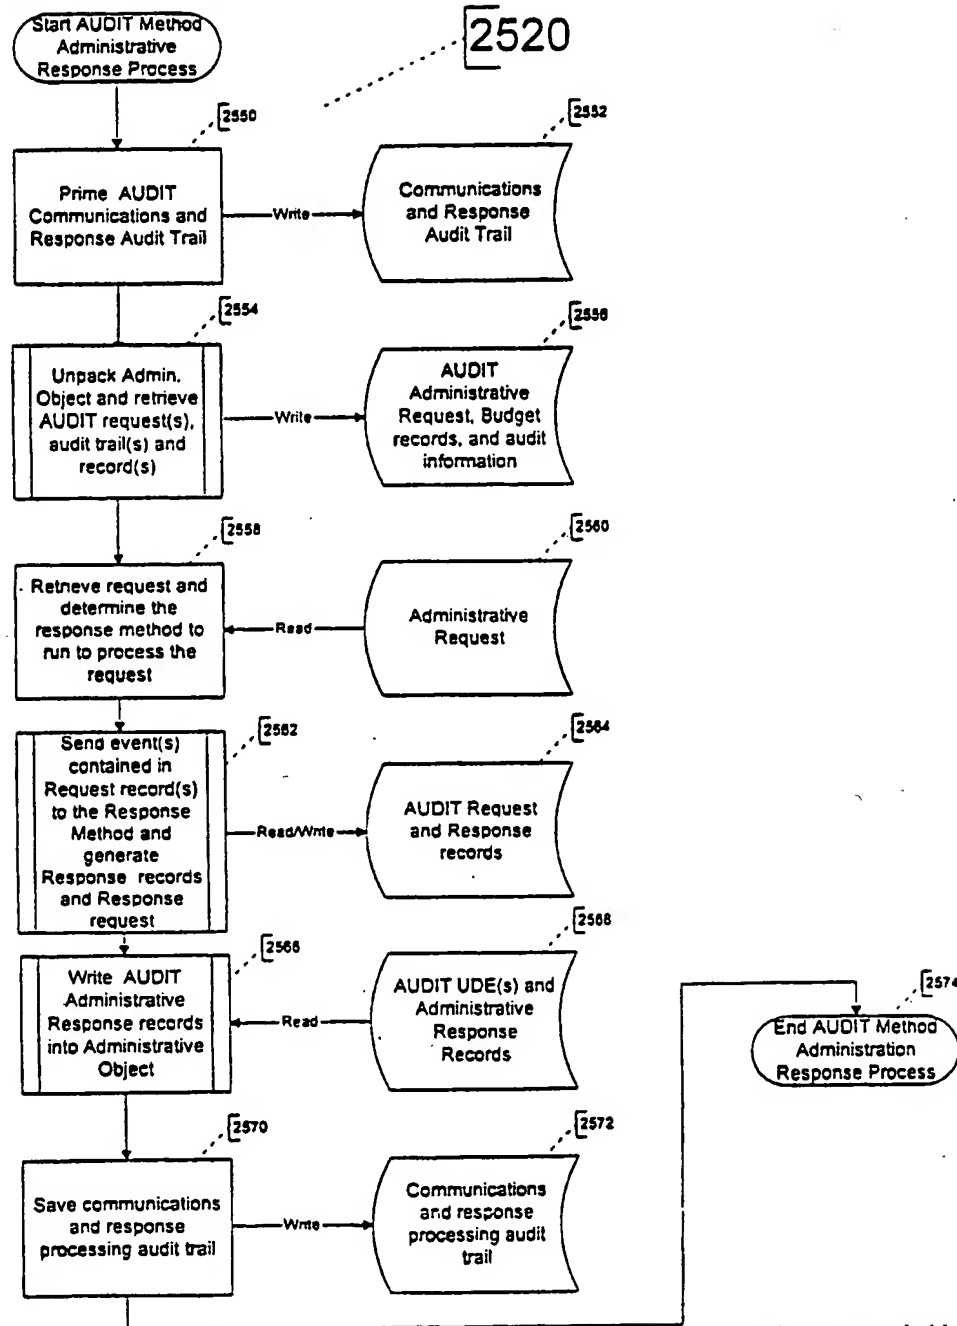 Start AUDIT Method
Administrative
Response Process
2520
2550
Prime AUDIT
Communications and
Response Audit Trail
Write
2552
Communications
and Response
Audit Trail
2554
Unpack Admin.
Object and retrieve
AUDIT request(s),
audit trail(s) and
record(s)
Write
2556
AUDIT
Administrative
Request, Budget
records, and audit
information
2558
Retrieve request and
determine the
response method to
run to process the
request
Read
2560
Administrative
Request
2562
Send event(s)
contained in
Request record(s)
to the Response
Method and
generate
Response records
and Response
request
Read/Write
2564
AUDIT Request
and Response
records
2566
Write AUDIT
Administrative
Response records
into Administrative
Object
Read
2568
AUDIT UDE(s) and
Administrative
Response
Records
2570
Save communications
and response
processing audit trail
Write
2572
Communications
and response
processing audit
trail
2574
End AUDIT Method
Administration
Response Process